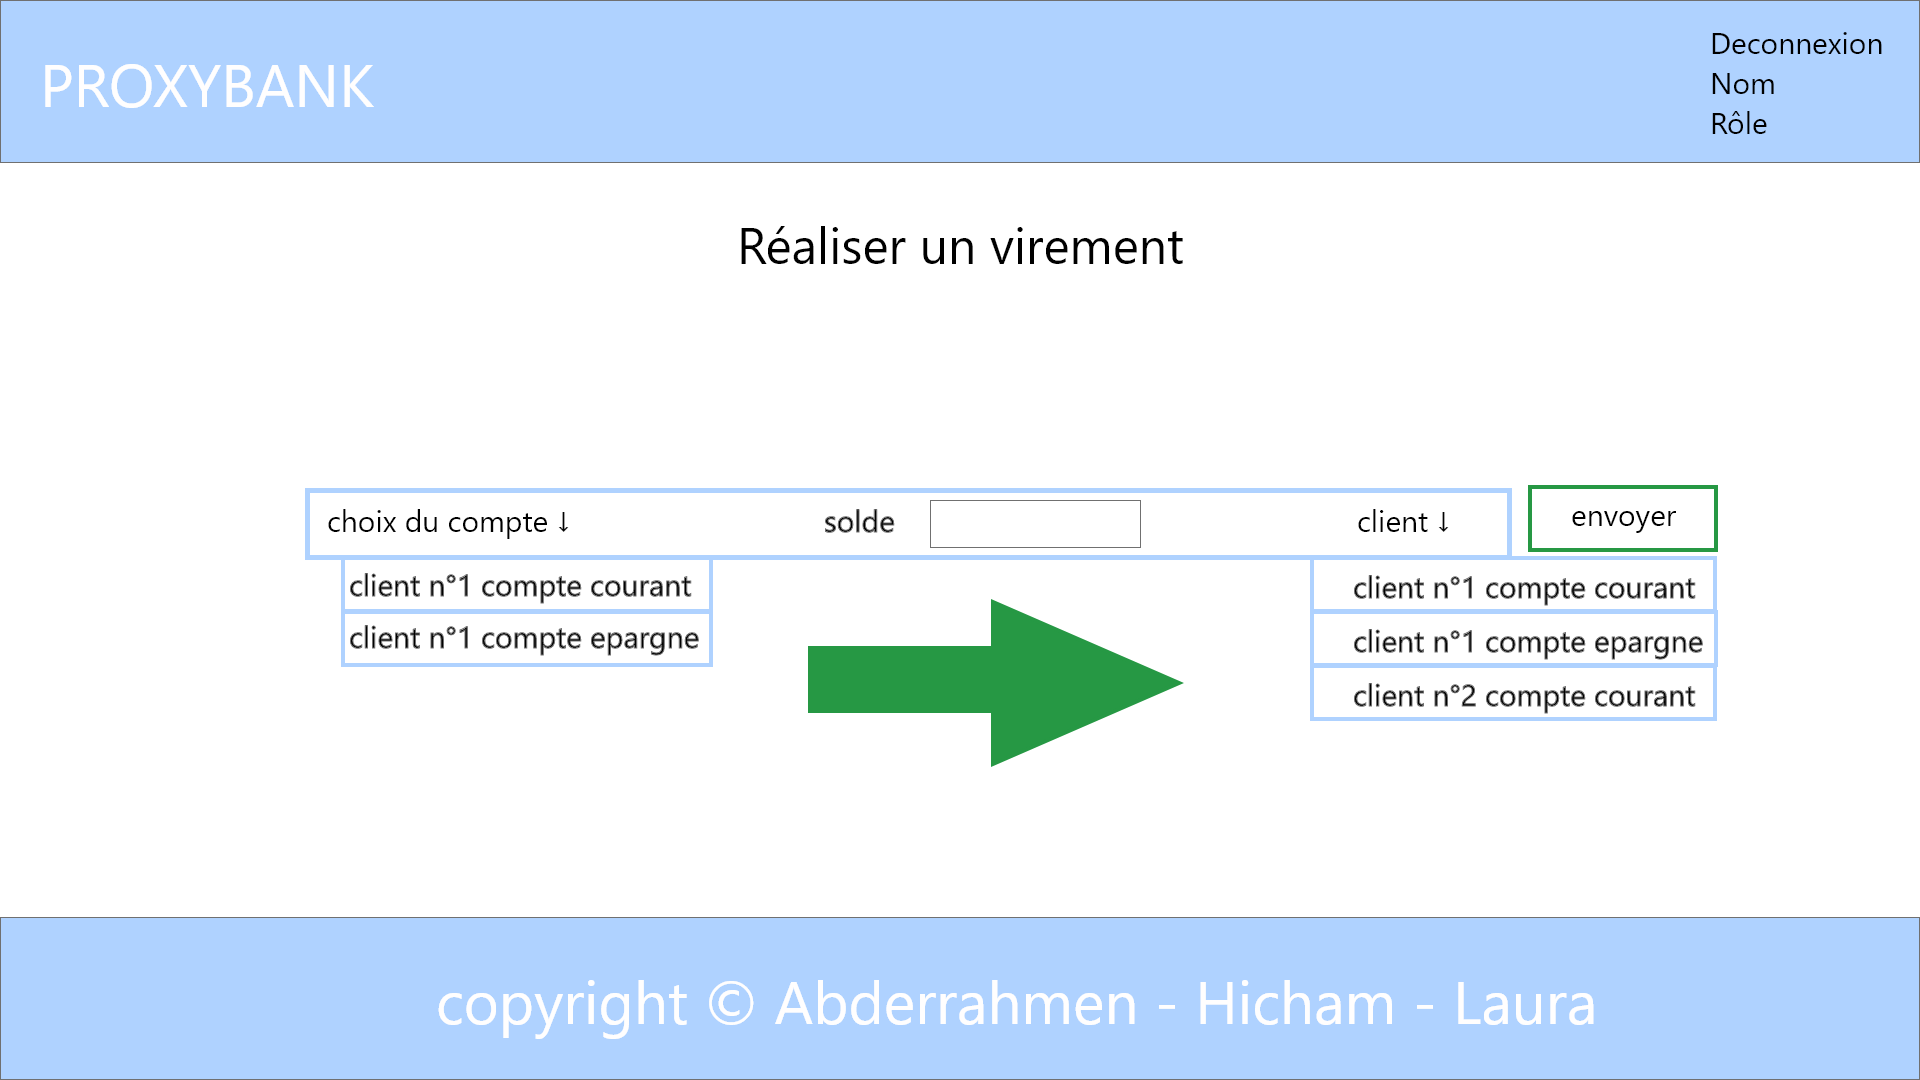 PROXYBANK
Deconnexion
Nom
Rôle
Réaliser un virement
choix du compte ↓ solde client ↓ envoyer
client n°1 compte courant
client n°1 compte epargne
client n°1 compte courant
client n°1 compte epargne
client n°2 compte courant
copyright © Abderrahmen - Hicham - Laura